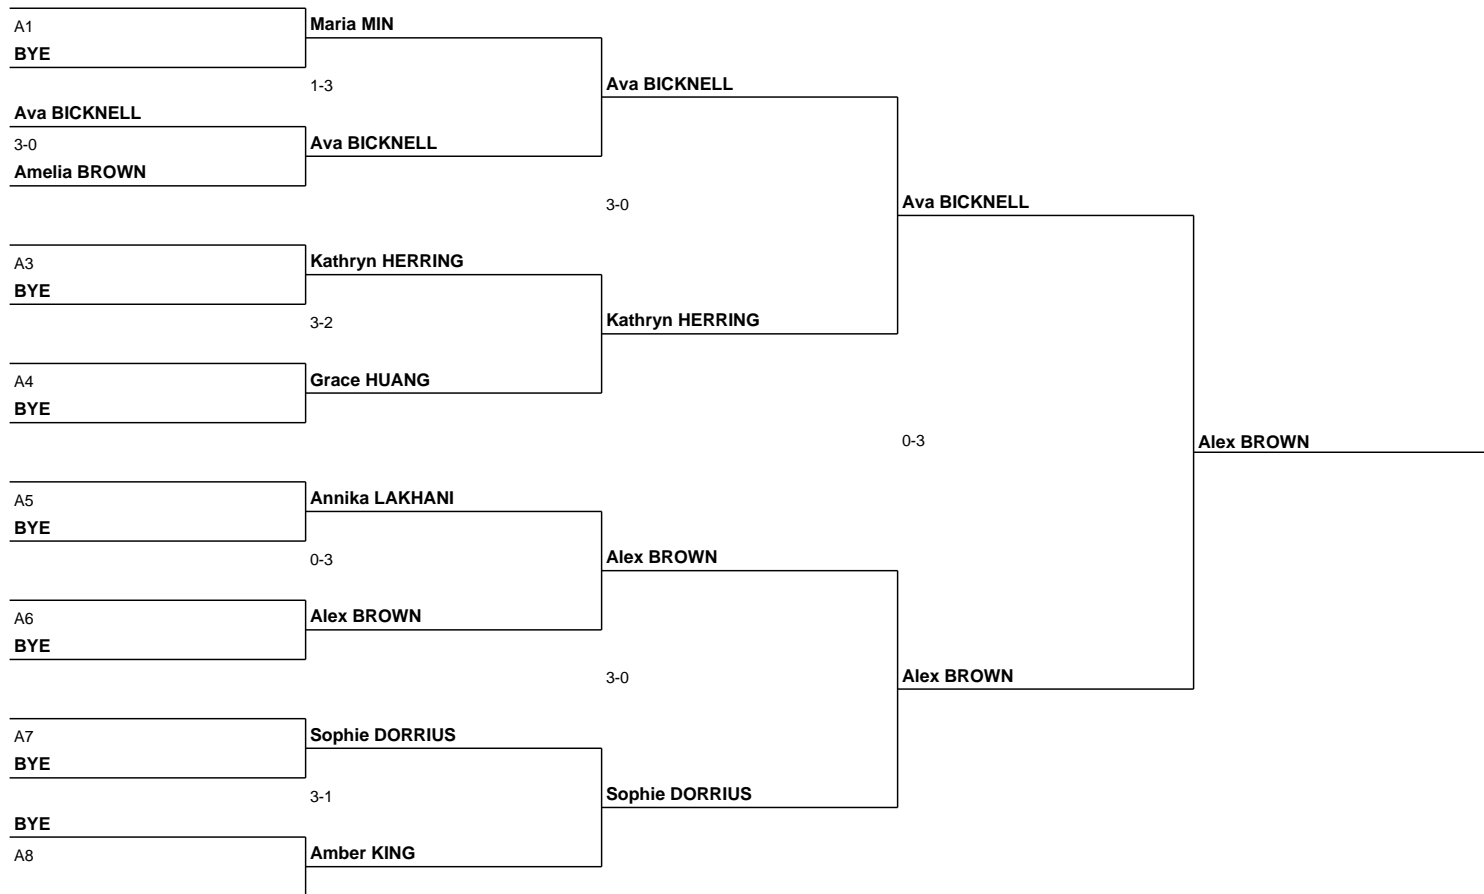 A1
BYE
Maria MIN
1-3
Ava BICKNELL
3-0
Amelia BROWN
Ava BICKNELL
Ava BICKNELL
3-0
A3
BYE
Kathryn HERRING
3-2
A4
BYE
Grace HUANG
Kathryn HERRING
Ava BICKNELL
0-3
A5
BYE
Annika LAKHANI
0-3
A6
BYE
Alex BROWN
Alex BROWN
3-0
A7
BYE
Sophie DORRIUS
3-1
BYE
A8
Amber KING
Sophie DORRIUS
Alex BROWN
Alex BROWN